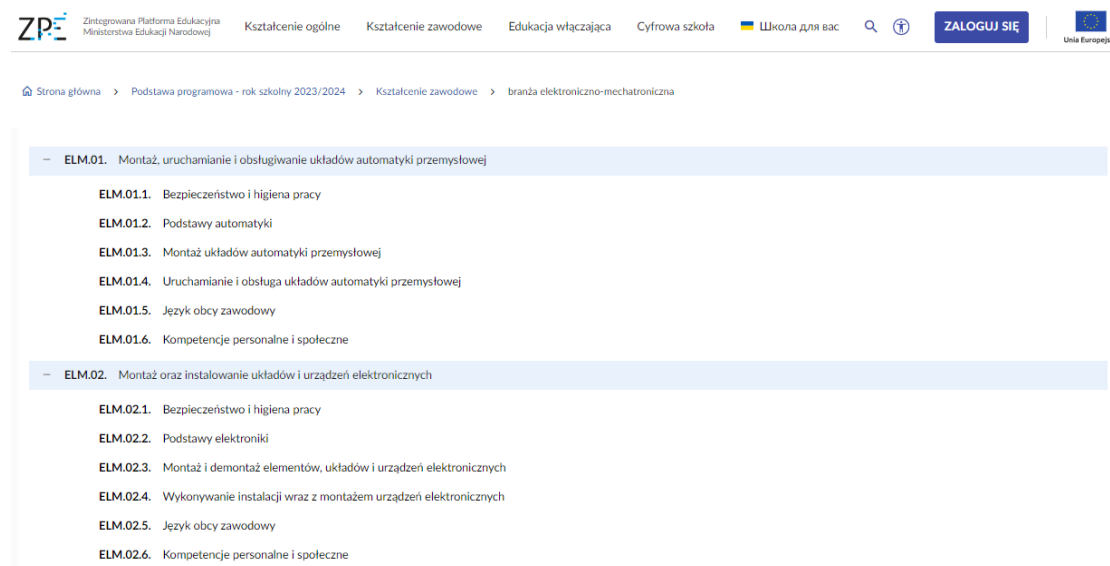 ZPE Zintegrowana Platforma Edukacyjna
Ministerstwa Edukacji Narodowej
Kształcenie ogólne Kształcenie zawodowe Edukacja włączająca Cyfrowa szkoła Школа для вас ZALOGUJ SIĘ
Unia Europejs
Strona główna > Podstawa programowa - rok szkolny 2023/2024 > Kształcenie zawodowe > branża elektroniczno-mechatroniczna
− ELM.01. Montaż, uruchamianie i obsługiwanie układów automatyki przemysłowej
ELM.01.1. Bezpieczeństwo i higiena pracy
ELM.01.2. Podstawy automatyki
ELM.01.3. Montaż układów automatyki przemysłowej
ELM.01.4. Uruchamianie i obsługa układów automatyki przemysłowej
ELM.01.5. Język obcy zawodowy
ELM.01.6. Kompetencje personalne i społeczne
− ELM.02. Montaż oraz instalowanie układów i urządzeń elektronicznych
ELM.02.1. Bezpieczeństwo i higiena pracy
ELM.02.2. Podstawy elektroniki
ELM.02.3. Montaż i demontaż elementów, układów i urządzeń elektronicznych
ELM.02.4. Wykonywanie instalacji wraz z montażem urządzeń elektronicznych
ELM.02.5. Język obcy zawodowy
ELM.02.6. Kompetencje personalne i społeczne